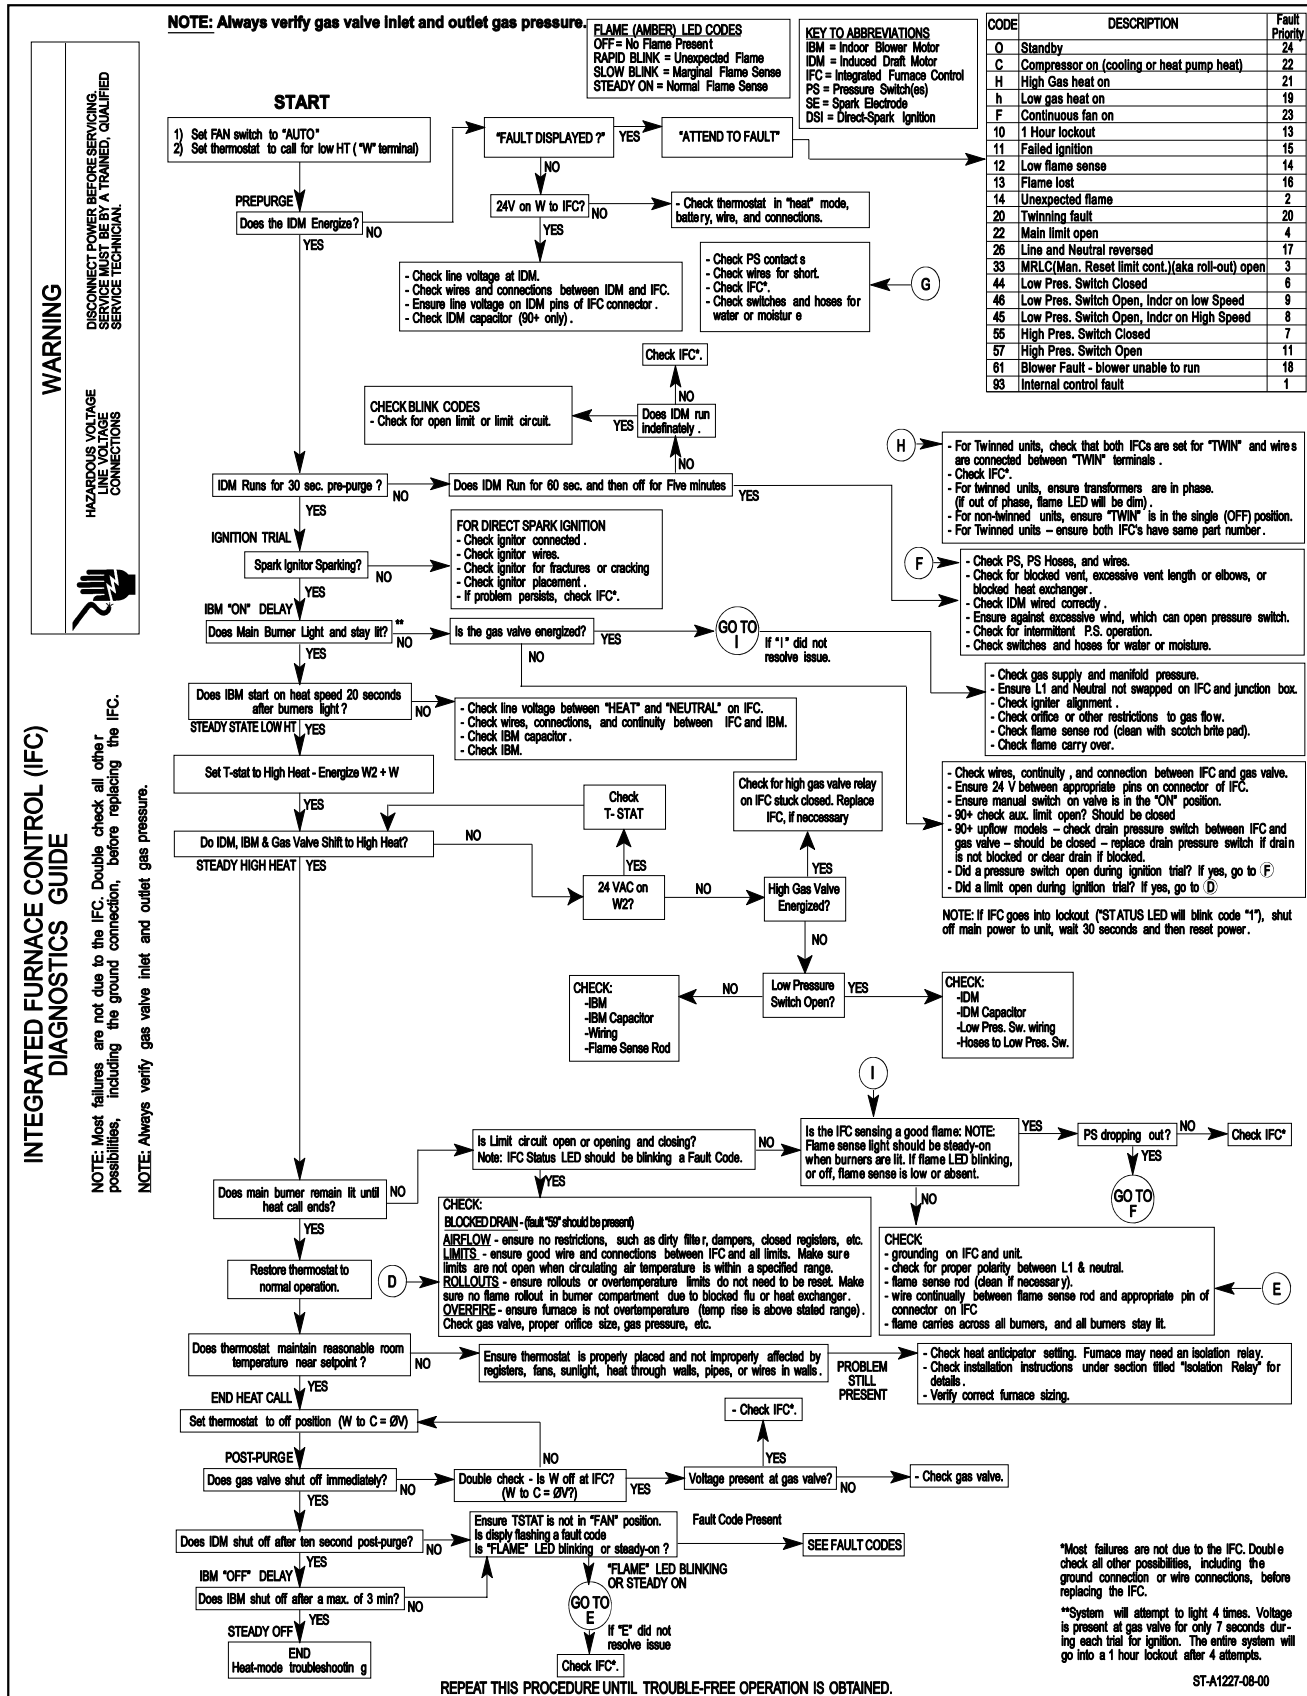 NOTE: Always verify gas valve inlet and outlet gas pressure.
FLAME (AMBER) LED CODES
OFF = No Flame Present
RAPID BLINK = Unexpected Flame
SLOW BLINK = Marginal Flame Sense
STEADY ON = Normal Flame Sense
KEY TO ABBREVIATIONS
IBM = Indoor Blower Motor
IDM = Induced Draft Motor
IFC = Integrated Furnace Control
PS = Pressure Switch(es)
SE = Spark Electrode
DSI = Direct-Spark Ignition
CODE DESCRIPTION Fault Priority
O Standby 24
C Compressor on (cooling or heat pump heat) 22
H High Gas heat on 21
h Low gas heat on 19
F Continuous fan on 23
10 1 Hour lockout 13
11 Failed ignition 15
12 Low flame sense 14
13 Flame lost 16
14 Unexpected flame 2
20 Twinning fault 20
22 Main limit open 4
26 Line and Neutral reversed 17
33 MRLC(Man. Reset limit cont.)(aka roll-out) open 3
44 Low Pres. Switch Closed 6
46 Low Pres. Switch Open, Indcr on low Speed 9
45 Low Pres. Switch Open, Indcr on High Speed 8
55 High Pres. Switch Closed 7
57 High Pres. Switch Open 11
61 Blower Fault - blower unable to run 18
93 Internal control fault 1
WARNING
HAZARDOUS VOLTAGE
LINE VOLTAGE
CONNECTIONS
DISCONNECT POWER BEFORE SERVICING.
SERVICE MUST BE BY A TRAINED, QUALIFIED
SERVICE TECHNICIAN.
INTEGRATED FURNACE CONTROL (IFC)
DIAGNOSTICS GUIDE
NOTE: Most failures are not due to the IFC. Double check all other
possibilities, including the ground connection, before replacing the IFC.
NOTE: Always verify gas valve inlet and outlet gas pressure.
START
1) Set FAN switch to "AUTO"
2) Set thermostat to call for low HT ( "W" terminal)
"FAULT DISPLAYED ?"
YES
"ATTEND TO FAULT"
NO
PREPURGE
Does the IDM Energize?
NO
YES
24V on W to IFC?
NO
- Check thermostat in "heat" mode,
battery, wire, and connections.
YES
- Check line voltage at IDM.
- Check wires and connections between IDM and IFC.
- Ensure line voltage on IDM pins of IFC connector .
- Check IDM capacitor (90+ only) .
- Check PS contact s
- Check wires for short.
- Check IFC*.
- Check switches and hoses for
water or moistur e
G
Check IFC*.
NO
CHECK BLINK CODES
- Check for open limit or limit circuit.
YES
Does IDM run
indefinately .
NO
IDM Runs for 30 sec. pre-purge ?
NO
Does IDM Run for 60 sec. and then off for Five minutes
YES
YES
H
- For Twinned units, check that both IFCs are set for "TWIN" and wires
are connected between "TWIN" terminals .
- Check IFC*.
- For twinned units, ensure transformers are in phase.
(if out of phase, flame LED will be dim) .
- For non-twinned units, ensure "TWIN" is in the single (OFF) position.
- For Twinned units – ensure both IFC's have same part number .
IGNITION TRIAL
Spark Ignitor Sparking?
NO
YES
FOR DIRECT SPARK IGNITION
- Check ignitor connected .
- Check ignitor wires.
- Check ignitor for fractures or cracking
- Check ignitor placement .
- If problem persists, check IFC*.
F
- Check PS, PS Hoses, and wires.
- Check for blocked vent, excessive vent length or elbows, or
blocked heat exchanger .
- Check IDM wired correctly .
- Ensure against excessive wind, which can open pressure switch.
- Check for intermittent P.S. operation.
- Check switches and hoses for water or moisture.
IBM "ON" DELAY
Does Main Burner Light and stay lit?
**
NO
Is the gas valve energized?
YES
GO TO
I
If "I" did not
resolve issue.
YES
NO
- Check gas supply and manifold pressure.
- Ensure L1 and Neutral not swapped on IFC and junction box.
- Check igniter alignment .
- Check orifice or other restrictions to gas flow.
- Check flame sense rod (clean with scotch brite pad).
- Check flame carry over.
Does IBM start on heat speed 20 seconds
after burners light ?
NO
- Check line voltage between "HEAT" and "NEUTRAL" on IFC.
- Check wires, connections, and continuity between IFC and IBM.
- Check IBM capacitor .
- Check IBM.
STEADY STATE LOW HT
YES
Set T-stat to High Heat - Energize W2 + W
YES
- Check wires, continuity , and connection between IFC and gas valve.
- Ensure 24 V between appropriate pins on connector of IFC.
- Ensure manual switch on valve is in the "ON" position.
- 90+ check aux. limit open? Should be closed
- 90+ upflow models – check drain pressure switch between IFC and
gas valve – should be closed – replace drain pressure switch if drain
is not blocked or clear drain if blocked.
- Did a pressure switch open during ignition trial? If yes, go to F
- Did a limit open during ignition trial? If yes, go to D
Do IDM, IBM & Gas Valve Shift to High Heat?
NO
STEADY HIGH HEAT
YES
Check
T- STAT
YES
24 VAC on
W2?
NO
Check for high gas valve relay
on IFC stuck closed. Replace
IFC, if neccessary
YES
High Gas Valve
Energized?
NO
NOTE: If IFC goes into lockout ("STATUS LED will blink code "1"), shut
off main power to unit, wait 30 seconds and then reset power.
CHECK:
-IBM
-IBM Capacitor
-Wiring
-Flame Sense Rod
NO
Low Pressure
Switch Open?
YES
CHECK:
-IDM
-IDM Capacitor
-Low Pres. Sw. wiring
-Hoses to Low Pres. Sw.
I
Is Limit circuit open or opening and closing?
Note: IFC Status LED should be blinking a Fault Code.
NO
Is the IFC sensing a good flame: NOTE:
Flame sense light should be steady-on
when burners are lit. If flame LED blinking,
or off, flame sense is low or absent.
YES
PS dropping out?
NO
Check IFC*
YES
GO TO
F
Does main burner remain lit until
heat call ends?
NO
YES
YES
NO
CHECK:
BLOCKED DRAIN - (fault "59" should be present)
AIRFLOW - ensure no restrictions, such as dirty filter, dampers, closed registers, etc.
LIMITS - ensure good wire and connections between IFC and all limits. Make sure
limits are not open when circulating air temperature is within a specified range.
ROLLOUTS - ensure rollouts or overtemperature limits do not need to be reset. Make
sure no flame rollout in burner compartment due to blocked flu or heat exchanger.
OVERFIRE - ensure furnace is not overtemperature (temp rise is above stated range) .
Check gas valve, proper orifice size, gas pressure, etc.
D
CHECK:
- grounding on IFC and unit.
- check for proper polarity between L1 & neutral.
- flame sense rod (clean if necessary).
- wire continually between flame sense rod and appropriate pin of
connector on IFC
- flame carries across all burners, and all burners stay lit.
E
Restore thermostat to
normal operation.
YES
Does thermostat maintain reasonable room
temperature near setpoint ?
NO
Ensure thermostat is properly placed and not improperly affected by
registers, fans, sunlight, heat through walls, pipes, or wires in walls .
PROBLEM
STILL
PRESENT
- Check heat anticipator setting. Furnace may need an isolation relay.
- Check installation instructions under section titled "Isolation Relay" for
details .
- Verify correct furnace sizing.
YES
END HEAT CALL
Set thermostat to off position (W to C = ØV)
NO
- Check IFC*.
YES
POST-PURGE
Does gas valve shut off immediately?
NO
Double check - Is W off at IFC?
(W to C = ØV?)
YES
Voltage present at gas valve?
NO
- Check gas valve.
YES
Does IDM shut off after ten second post-purge?
NO
Ensure TSTAT is not in "FAN" position.
Is disply flashing a fault code
Is "FLAME" LED blinking or steady-on ?
Fault Code Present
SEE FAULT CODES
YES
"FLAME" LED BLINKING
OR STEADY ON
IBM "OFF" DELAY
Does IBM shut off after a max. of 3 min?
NO
GO TO
E
YES
If "E" did not
resolve issue
STEADY OFF
END
Heat-mode troubleshootin g
Check IFC*.
*Most failures are not due to the IFC. Double
check all other possibilities, including the
ground connection or wire connections, before
replacing the IFC.
**System will attempt to light 4 times. Voltage
is present at gas valve for only 7 seconds dur-
ing each trial for ignition. The entire system will
go into a 1 hour lockout after 4 attempts.
REPEAT THIS PROCEDURE UNTIL TROUBLE-FREE OPERATION IS OBTAINED.
ST-A1227-08-00